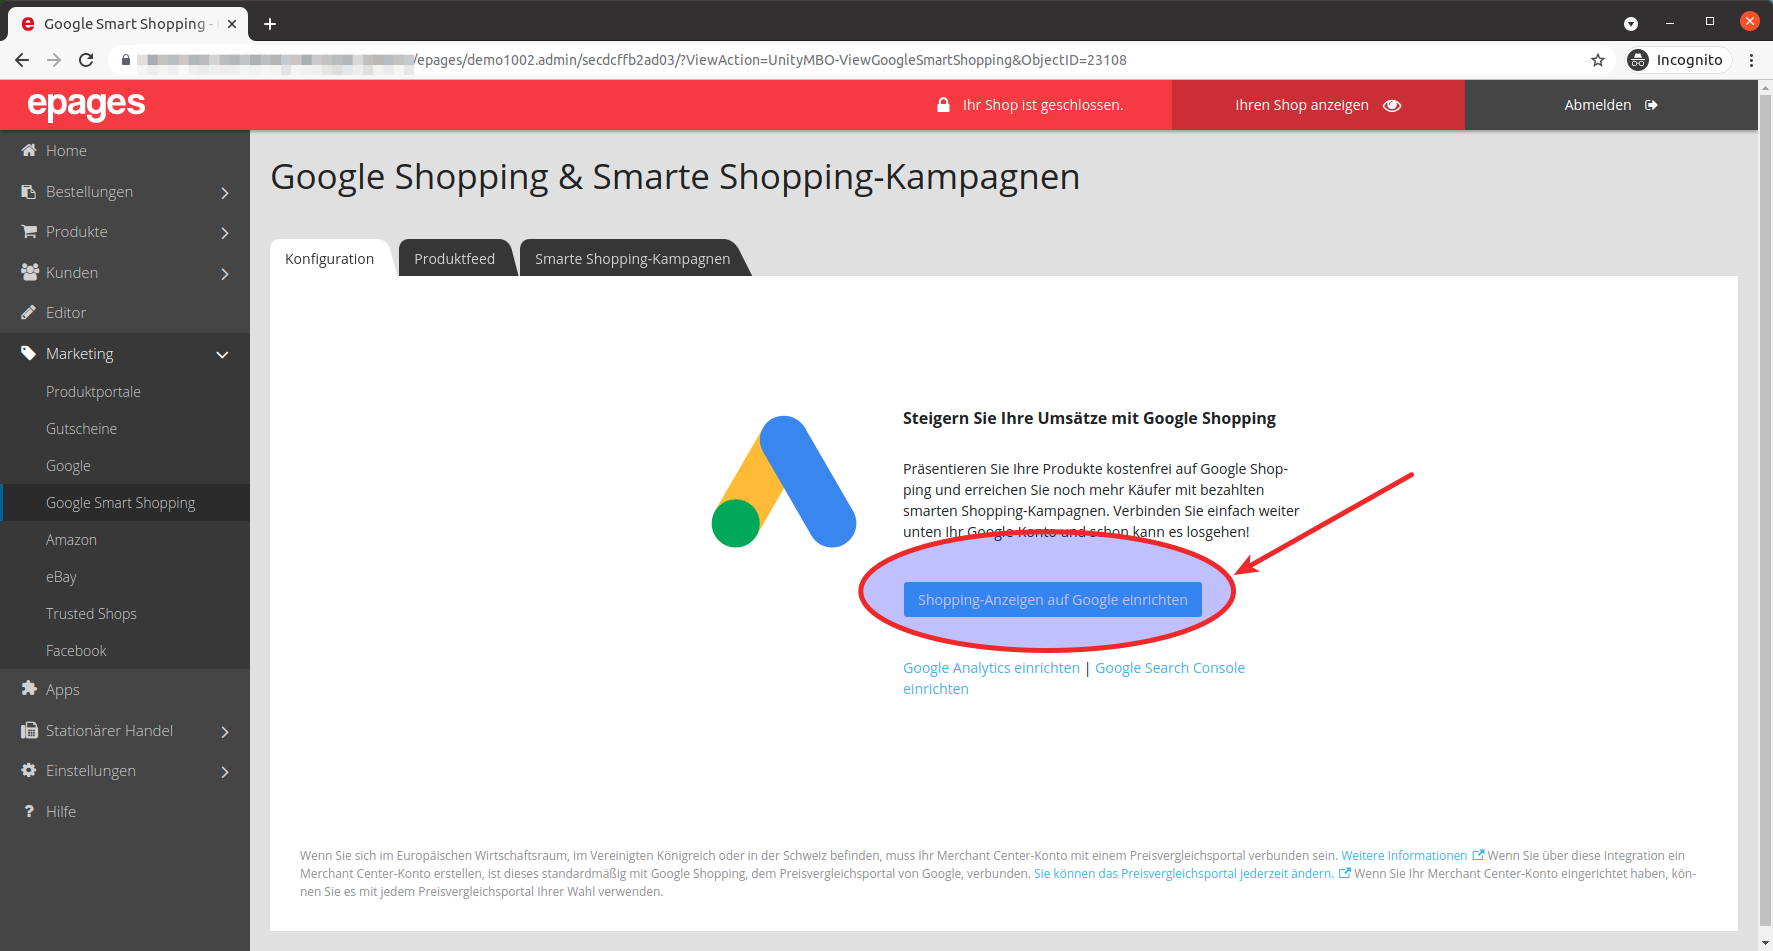 Google Smart Shopping -
/epages/demo1002.admin/secdcffb2ad03/?ViewAction=UnityMBO-ViewGoogleSmartShopping&ObjectID=23108
Incognito
epages
Ihr Shop ist geschlossen.
Ihren Shop anzeigen
Abmelden
Home
Bestellungen
Produkte
Kunden
Editor
Marketing
Produktportale
Gutscheine
Google
Google Smart Shopping
Amazon
eBay
Trusted Shops
Facebook
Apps
Stationärer Handel
Einstellungen
Hilfe
Google Shopping & Smarte Shopping-Kampagnen
Konfiguration
Produktfeed
Smarte Shopping-Kampagnen
Steigern Sie Ihre Umsätze mit Google Shopping
Präsentieren Sie Ihre Produkte kostenfrei auf Google Shop-
ping und erreichen Sie noch mehr Käufer mit bezahlten
smarten Shopping-Kampagnen. Verbinden Sie einfach weiter
unten Ihr Google Konto und schon kann es losgehen!
Shopping-Anzeigen auf Google einrichten
Google Analytics einrichten | Google Search Console
einrichten
Wenn Sie sich im Europäischen Wirtschaftsraum, im Vereinigten Königreich oder in der Schweiz befinden, muss Ihr Merchant Center-Konto mit einem Preisvergleichsportal verbunden sein. Weitere Informationen Wenn Sie über diese Integration ein
Merchant Center-Konto erstellen, ist dieses standardmäßig mit Google Shopping, dem Preisvergleichsportal von Google, verbunden. Sie können das Preisvergleichsportal jederzeit ändern. Wenn Sie Ihr Merchant Center-Konto eingerichtet haben, kön-
nen Sie es mit jedem Preisvergleichsportal Ihrer Wahl verwenden.